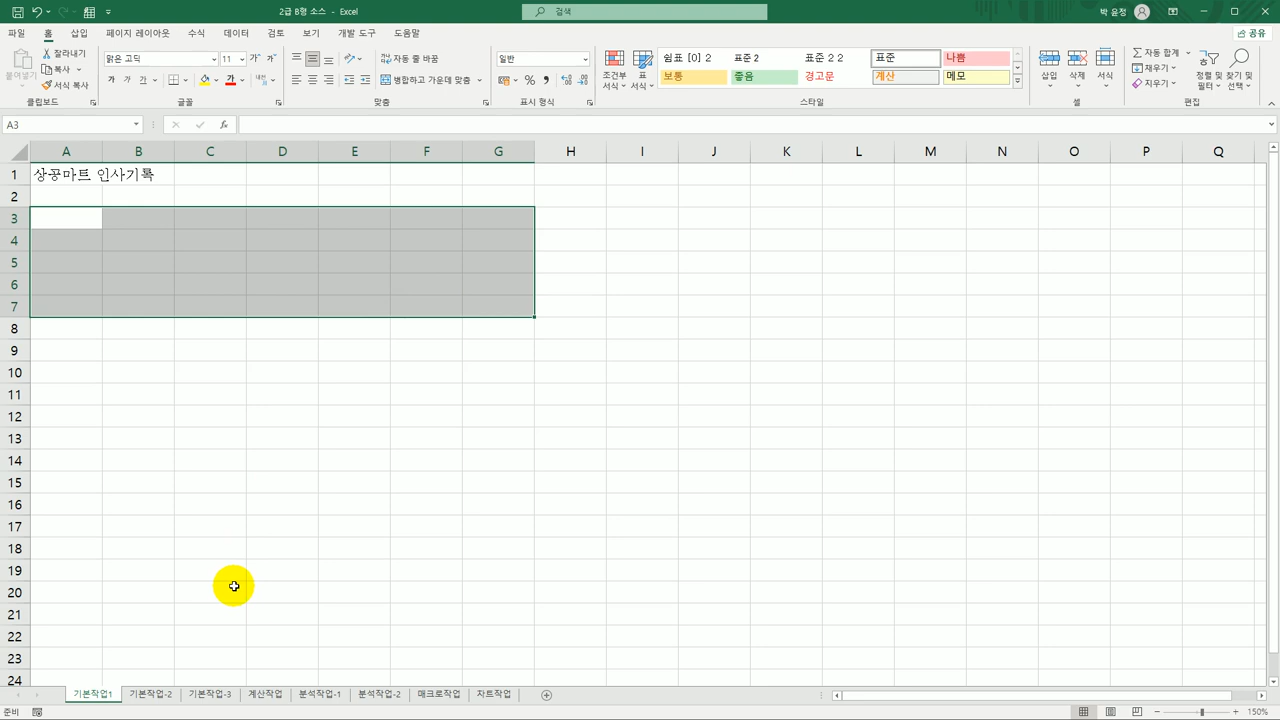 2급 B형 소스 - Excel
검색
박 윤정
파일 홈 삽입 페이지 레이아웃 수식 데이터 검토 보기 개발 도구 도움말
공유
붙여넣기
잘라내기
복사
서식 복사
클립보드
맑은 고딕 11
가 가 가 가
글꼴
자동 줄 바꿈
병합하고 가운데 맞춤
맞춤
일반
표시 형식
조건부 서식
표 서식
쉼표 [0] 2 표준 2 표준 2 2 표준 나쁨
보통 좋음 경고문 계산 메모
스타일
삽입 삭제 서식
셀
자동 합계
채우기
지우기
정렬 및 필터
찾기 및 선택
편집
A3
fx
A B C D E F G H I J K L M N O P Q
1 상공마트 인사기록
2
3
4
5
6
7
8
9
10
11
12
13
14
15
16
17
18
19
20
21
22
23
24
기본작업1 기본작업-2 기본작업-3 계산작업 분석작업-1 분석작업-2 매크로작업 차트작업
준비
150%